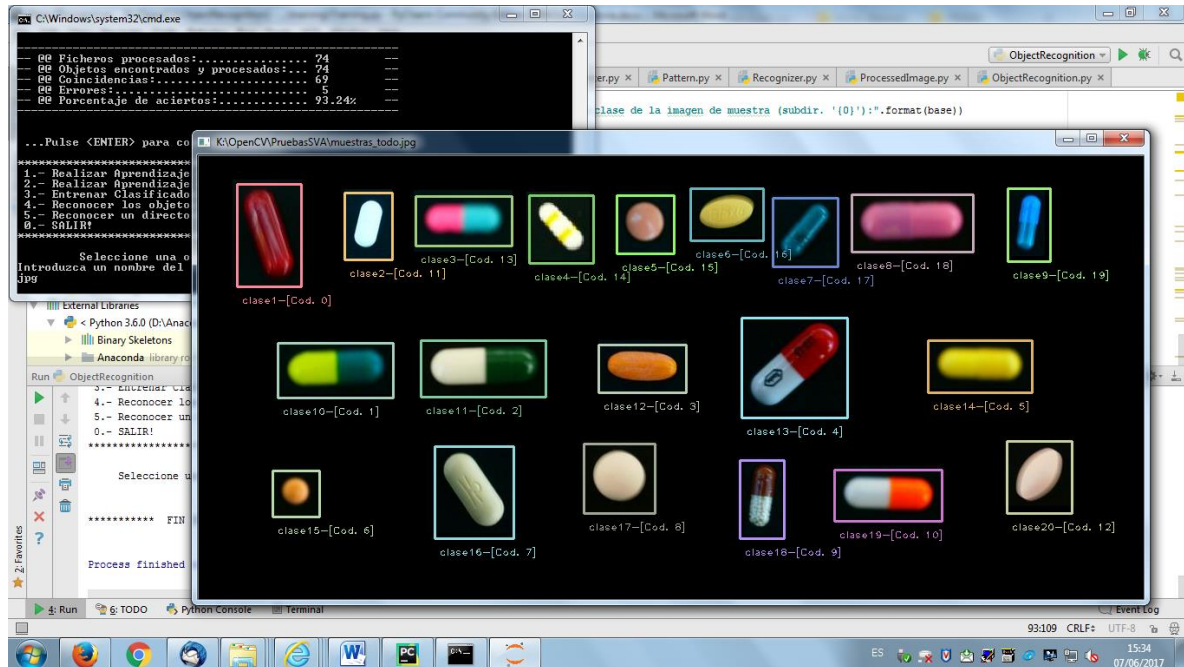 C:\Windows\system32\cmd.exe
-- @@ Ficheros procesados:................ 74 --
-- @@ Objetos encontrados y procesados:... 74 --
-- @@ Coincidencias:...................... 69 --
-- @@ Errores:............................ 5 --
-- @@ Porcentaje de aciertos:............. 93.24% --
...Pulse <ENTER> para co
1.- Realizar Aprendizaje
2.- Realizar Aprendizaje
3.- Entrenar Clasificado
4.- Reconocer los objeto
5.- Reconocer un directo
0.- SALIR!
Seleccione una o
Introduzca un nombre del
jpg
ObjectRecognition
er.py
Pattern.py
Recognizer.py
ProcessedImage.py
ObjectRecognition.py
clase de la imagen de muestra (subdir. '{0}'):".format(base))
K:\OpenCV\PruebasSVA\muestras_todo.jpg
clase1-[Cod. 0]
clase2-[Cod. 11]
clase3-[Cod. 13]
clase4-[Cod. 14]
clase5-[Cod. 15]
clase6-[Cod. 16]
clase7-[Cod. 17]
clase8-[Cod. 18]
clase9-[Cod. 19]
clase10-[Cod. 1]
clase11-[Cod. 2]
clase12-[Cod. 3]
clase13-[Cod. 4]
clase14-[Cod. 5]
clase15-[Cod. 6]
clase16-[Cod. 7]
clase17-[Cod. 8]
clase18-[Cod. 9]
clase19-[Cod. 10]
clase20-[Cod. 12]
External Libraries
< Python 3.6.0 (D:\Anaco
Binary Skeletons
Anaconda library ro
Run ObjectRecognition
3.- Entrenar Cla
4.- Reconocer lo
5.- Reconocer un
0.- SALIR!
*****************
Seleccione u
*********** FIN
Process finished
2: Favorites
4: Run
6: TODO
Python Console
Terminal
Event Log
93:109 CRLF UTF-8
ES
15:34
07/06/2017